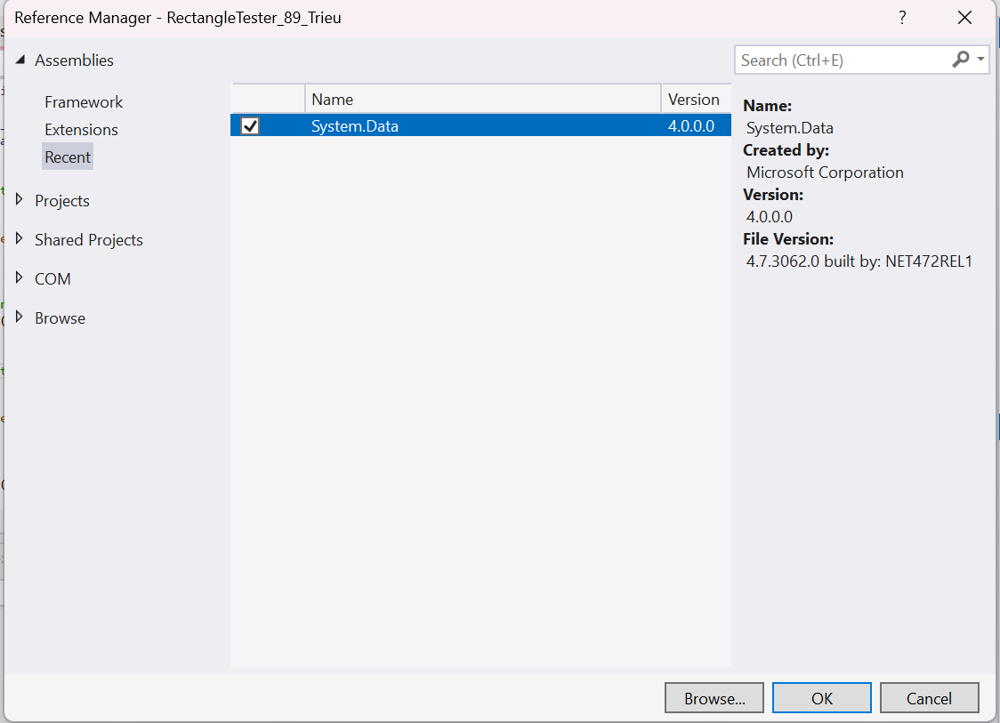 Reference Manager - RectangleTester_89_Trieu
?
Assemblies
Search (Ctrl+E)
Framework
Extensions
Recent
Projects
Shared Projects
COM
Browse
Name Version
System.Data 4.0.0.0
Name:
System.Data
Created by:
Microsoft Corporation
Version:
4.0.0.0
File Version:
4.7.3062.0 built by: NET472REL1
Browse... OK Cancel